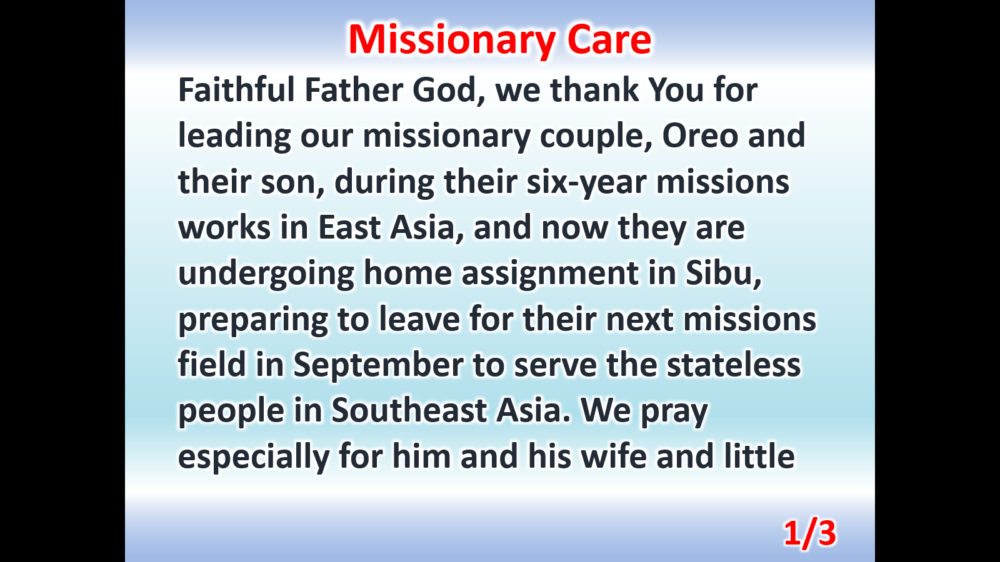 Missionary Care
Faithful Father God, we thank You for
leading our missionary couple, Oreo and
their son, during their six-year missions
works in East Asia, and now they are
undergoing home assignment in Sibu,
preparing to leave for their next missions
field in September to serve the stateless
people in Southeast Asia. We pray
especially for him and his wife and little
1/3